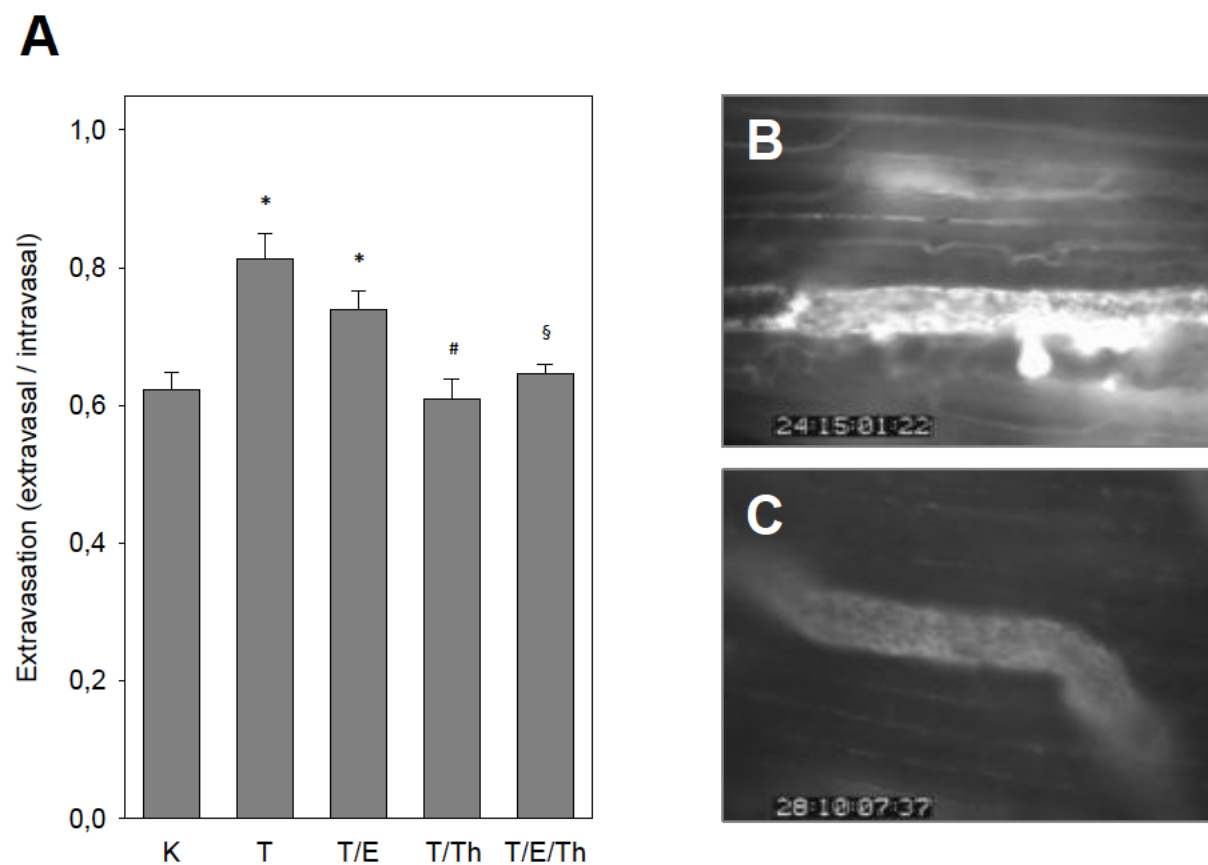 A
Extravasation (extravasal / intravasal)
1,0
0,8
0,6
0,4
0,2
0,0
*
*
#
§
K T T/E T/Th T/E/Th
B
24:15:01:22
C
28:10:07:37